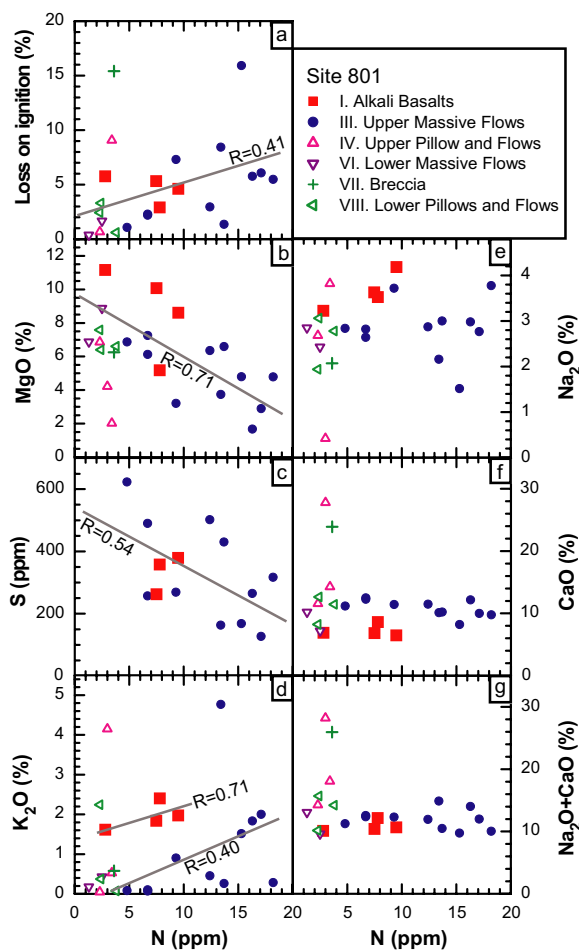 20
15
10
5
0
Loss on ignition (%)
a
R=0.41
Site 801
I. Alkali Basalts
III. Upper Massive Flows
IV. Upper Pillow and Flows
VI. Lower Massive Flows
VII. Breccia
VIII. Lower Pillows and Flows
12
10
8
6
4
2
0
MgO (%)
b
R=0.71
e
4
3
2
1
0
Na₂O (%)
600
400
200
S (ppm)
c
R=0.54
f
30
20
10
0
CaO (%)
5
4
3
2
1
0
K₂O (%)
d
R=0.71
R=0.40
g
30
20
10
0
Na₂O+CaO (%)
0 5 10 15 20 5 10 15 20
N (ppm) N (ppm)